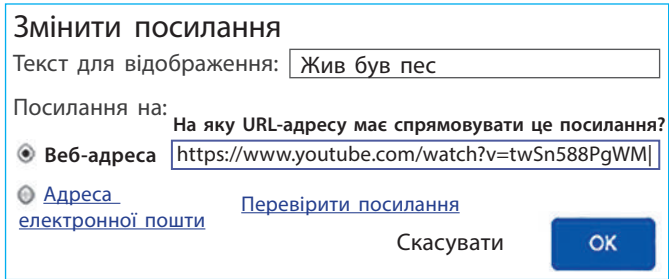 Змінити посилання
Текст для відображення: Жив був пес
Посилання на:
На яку URL-адресу має спрямовувати це посилання?
Веб-адреса https://www.youtube.com/watch?v=twSn588PgWM|
Адреса
електронної пошти
Перевірити посилання
Скасувати OK